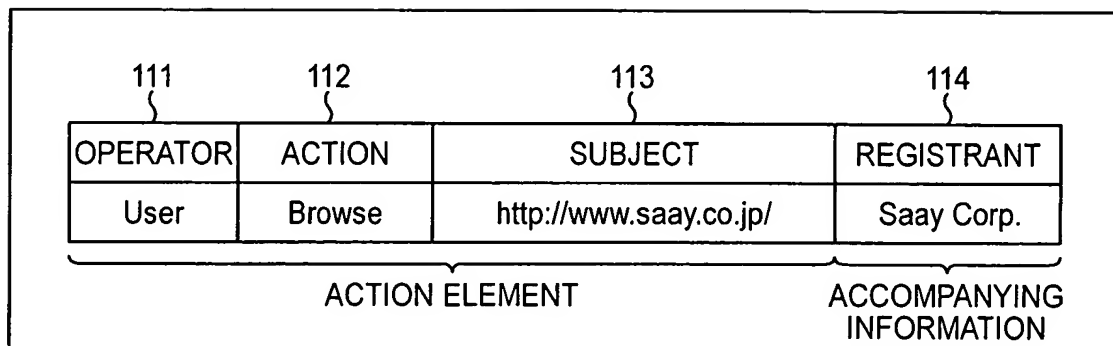 111 112 113 114
OPERATOR ACTION SUBJECT REGISTRANT
User Browse http://www.saay.co.jp/ Saay Corp.
ACTION ELEMENT ACCOMPANYING
INFORMATION